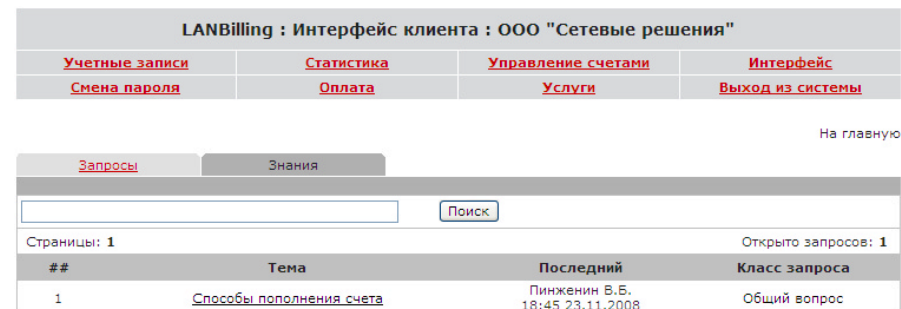 LANBilling : Интерфейс клиента : ООО "Сетевые решения"
Учетные записи Статистика Управление счетами Интерфейс
Смена пароля Оплата Услуги Выход из системы
На главную
Запросы Знания
Поиск
Страницы: 1 Открыто запросов: 1
## Тема Последний Класс запроса
1 Способы пополнения счета Пинженин В.Б. Общий вопрос
18:45 23.11.2008